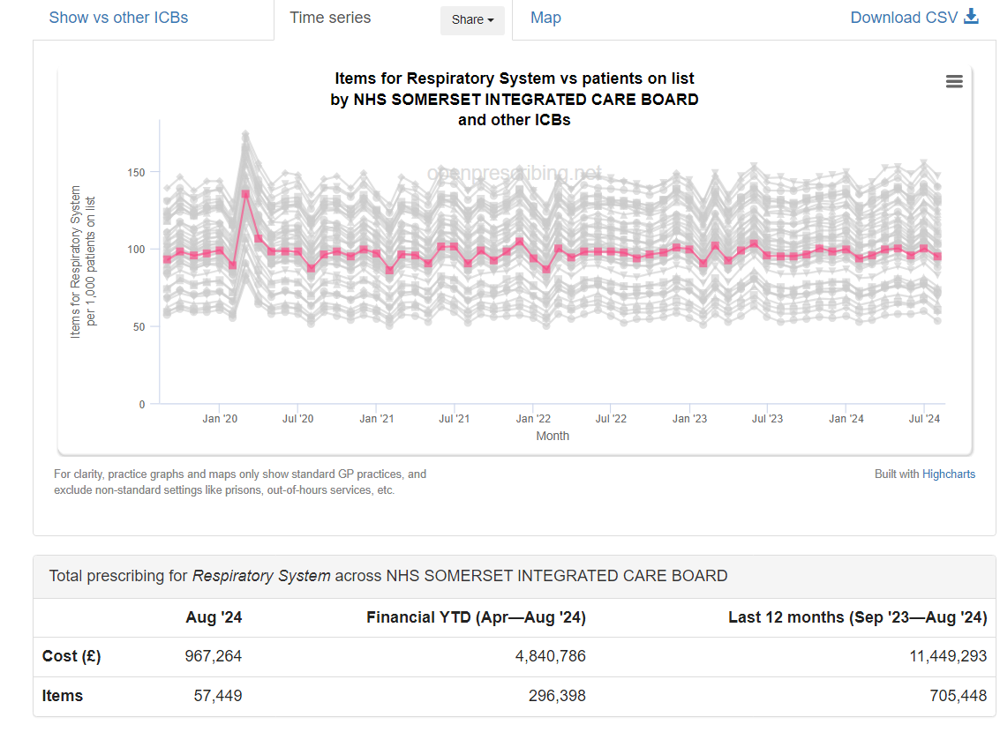 Show vs other ICBs
Time series
Share
Map
Download CSV
Items for Respiratory System vs patients on list
by NHS SOMERSET INTEGRATED CARE BOARD
and other ICBs
openprescribing.net
Items for Respiratory System
per 1,000 patients on list
150
100
50
0
Jan '20 Jul '20 Jan '21 Jul '21 Jan '22 Jul '22 Jan '23 Jul '23 Jan '24 Jul '24
Month
For clarity, practice graphs and maps only show standard GP practices, and
exclude non-standard settings like prisons, out-of-hours services, etc.
Built with Highcharts
Total prescribing for Respiratory System across NHS SOMERSET INTEGRATED CARE BOARD
Aug '24 Financial YTD (Apr—Aug '24) Last 12 months (Sep '23—Aug '24)
Cost (£) 967,264 4,840,786 11,449,293
Items 57,449 296,398 705,448